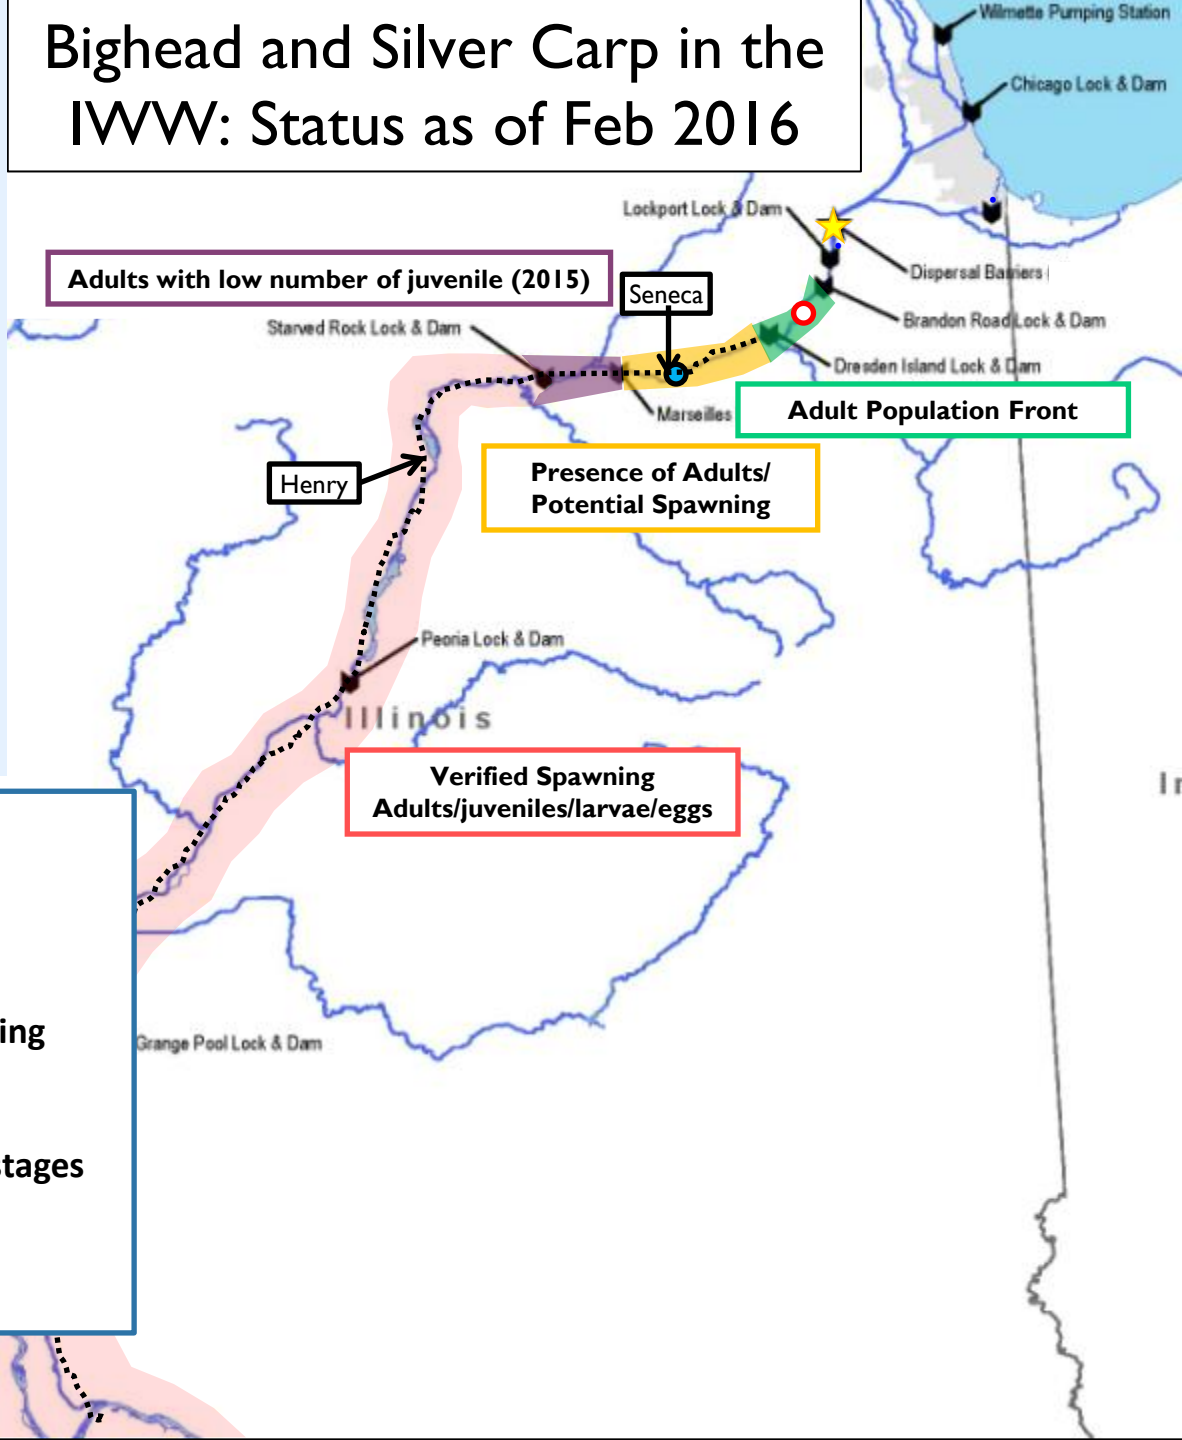 Bighead and Silver Carp in the
IWW: Status as of Feb 2016
Wilmette Pumping Station
Chicago Lock & Dam
Lockport Lock & Dam
Adults with low number of juvenile (2015)
Dispersal Barriers
Seneca
Starved Rock Lock & Dam
Brandon Road Lock & Dam
Dresden Island Lock & Dam
Marseilles
Adult Population Front
Henry
Presence of Adults/
Potential Spawning
Peoria Lock & Dam
Illinois
Verified Spawning
Adults/juveniles/larvae/eggs
In
ing
Grange Pool Lock & Dam
tages